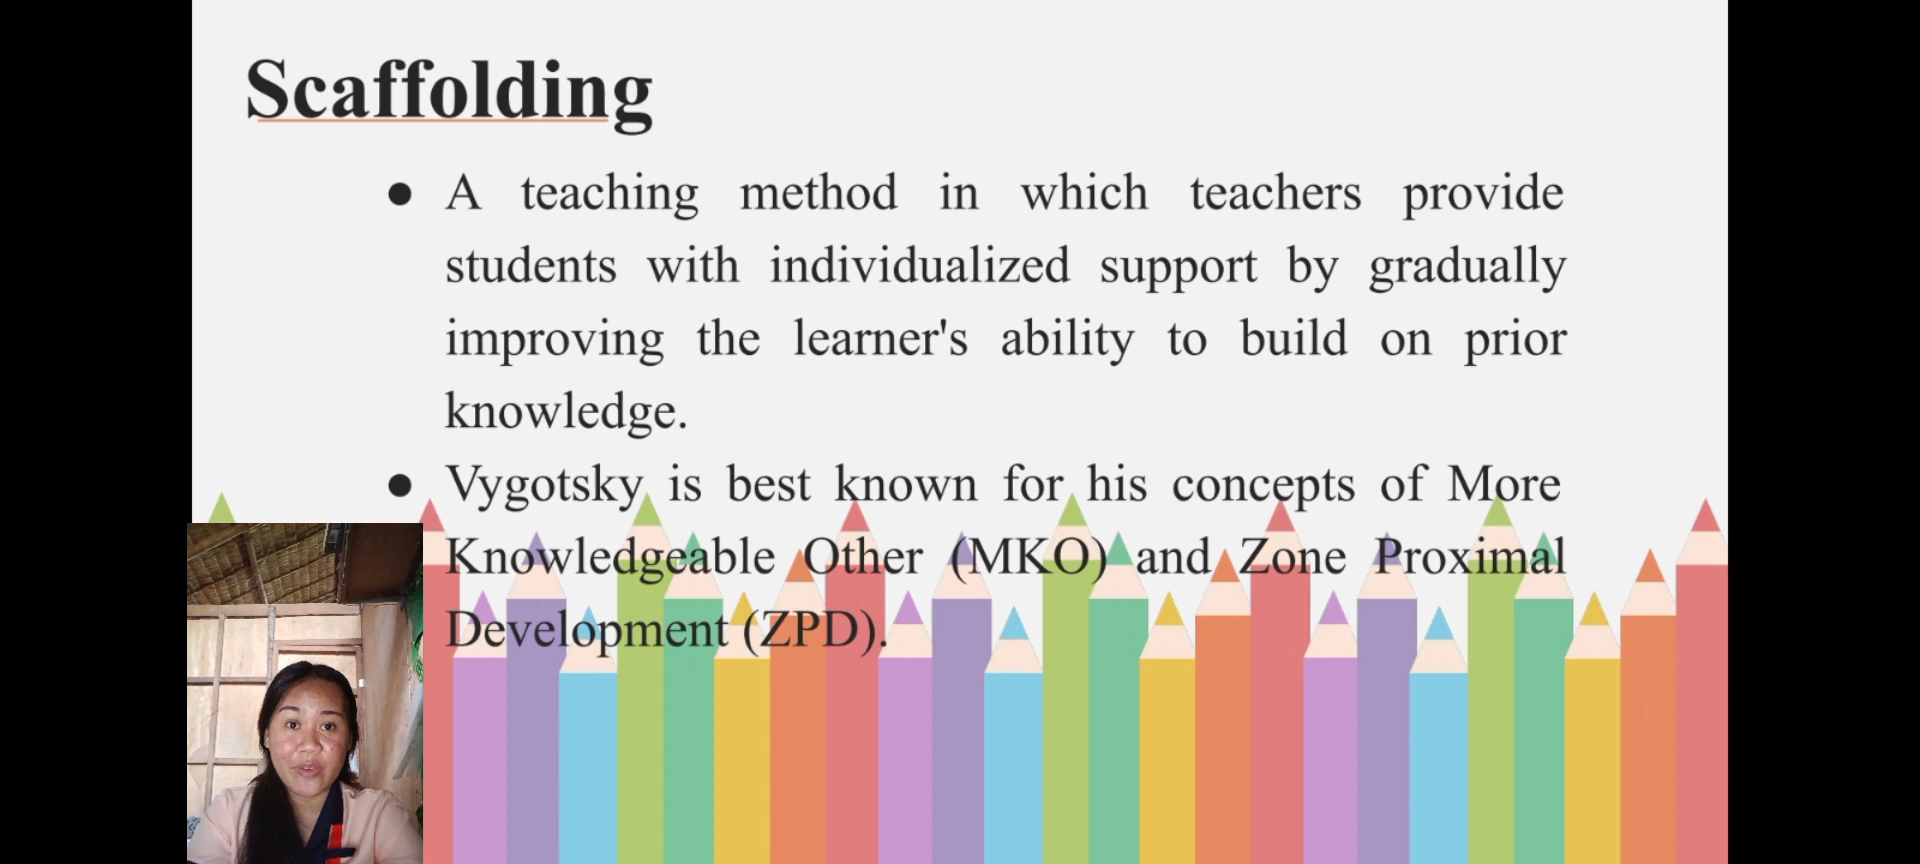 Scaffolding
● A teaching method in which teachers provide
students with individualized support by gradually
improving the learner's ability to build on prior
knowledge.
● Vygotsky is best known for his concepts of More
Knowledgeable Other (MKO) and Zone Proximal
Development (ZPD).